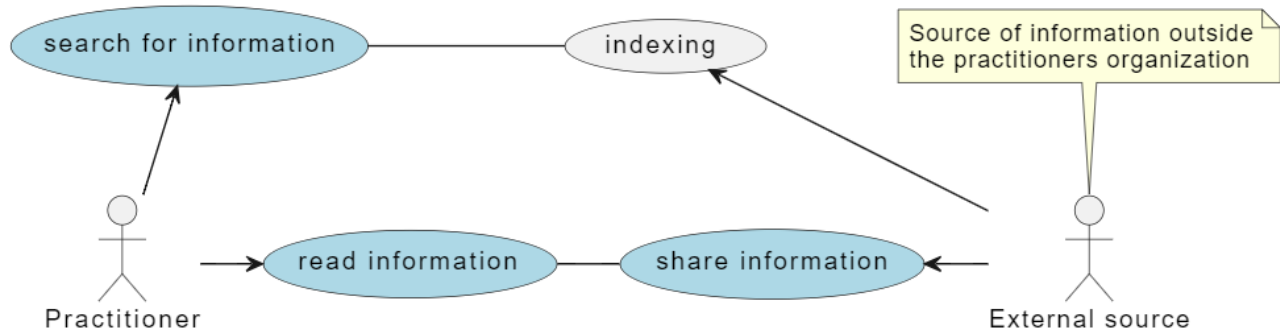 search for information
indexing
Source of information outside
the practitioners organization
read information
share information
Practitioner
External source